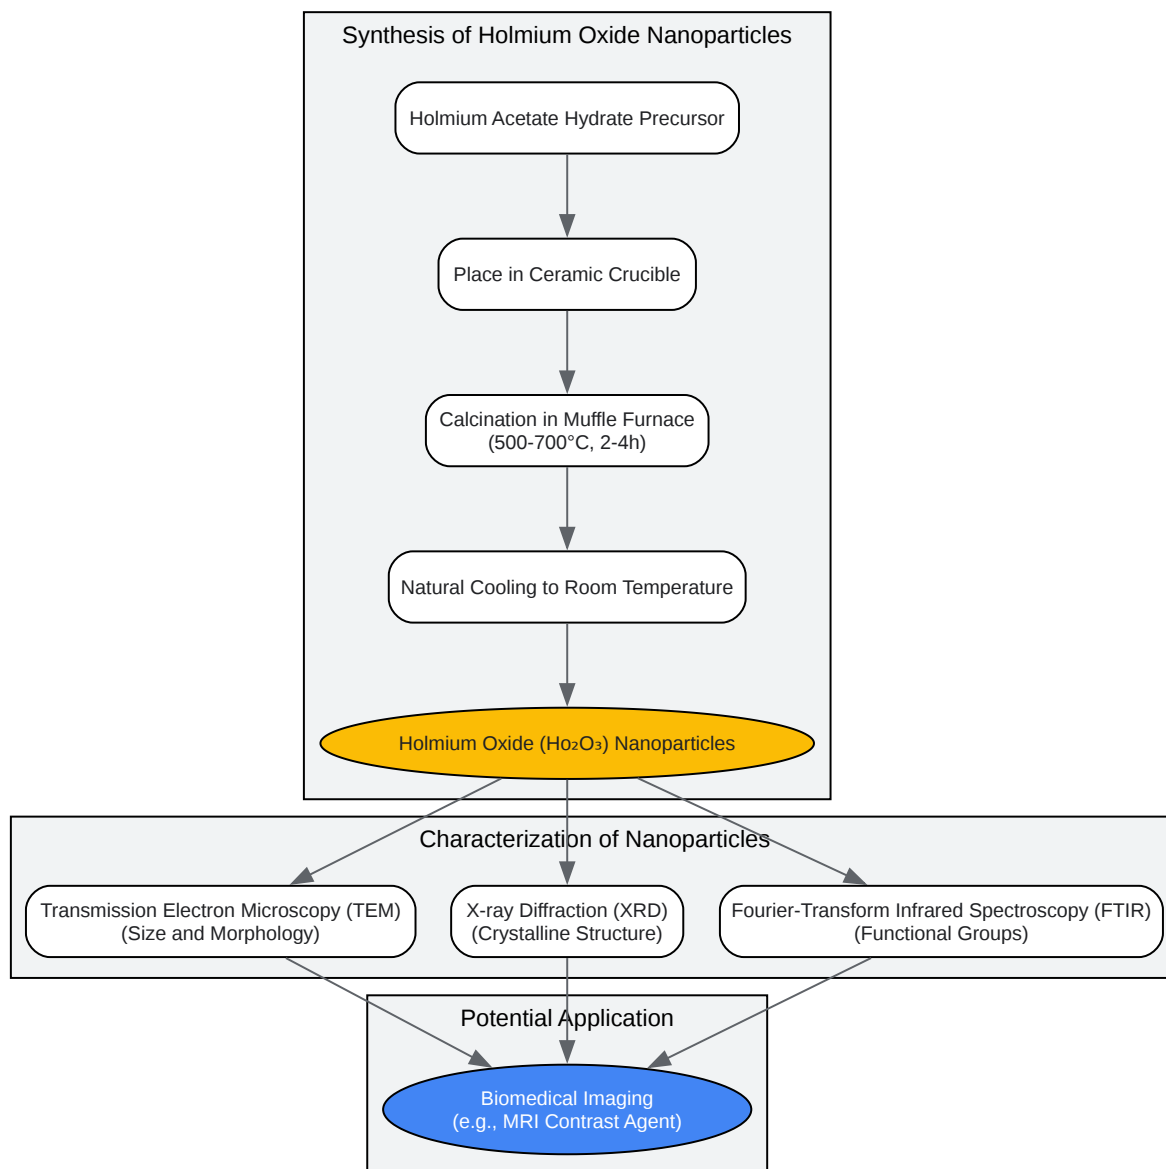 Synthesis of Holmium Oxide Nanoparticles
Holmium Acetate Hydrate Precursor
Place in Ceramic Crucible
Calcination in Muffle Furnace
(500-700°C, 2-4h)
Natural Cooling to Room Temperature
Holmium Oxide (Ho₂O₃) Nanoparticles
Characterization of Nanoparticles
Transmission Electron Microscopy (TEM)
(Size and Morphology)
X-ray Diffraction (XRD)
(Crystalline Structure)
Fourier-Transform Infrared Spectroscopy (FTIR)
(Functional Groups)
Potential Application
Biomedical Imaging
(e.g., MRI Contrast Agent)